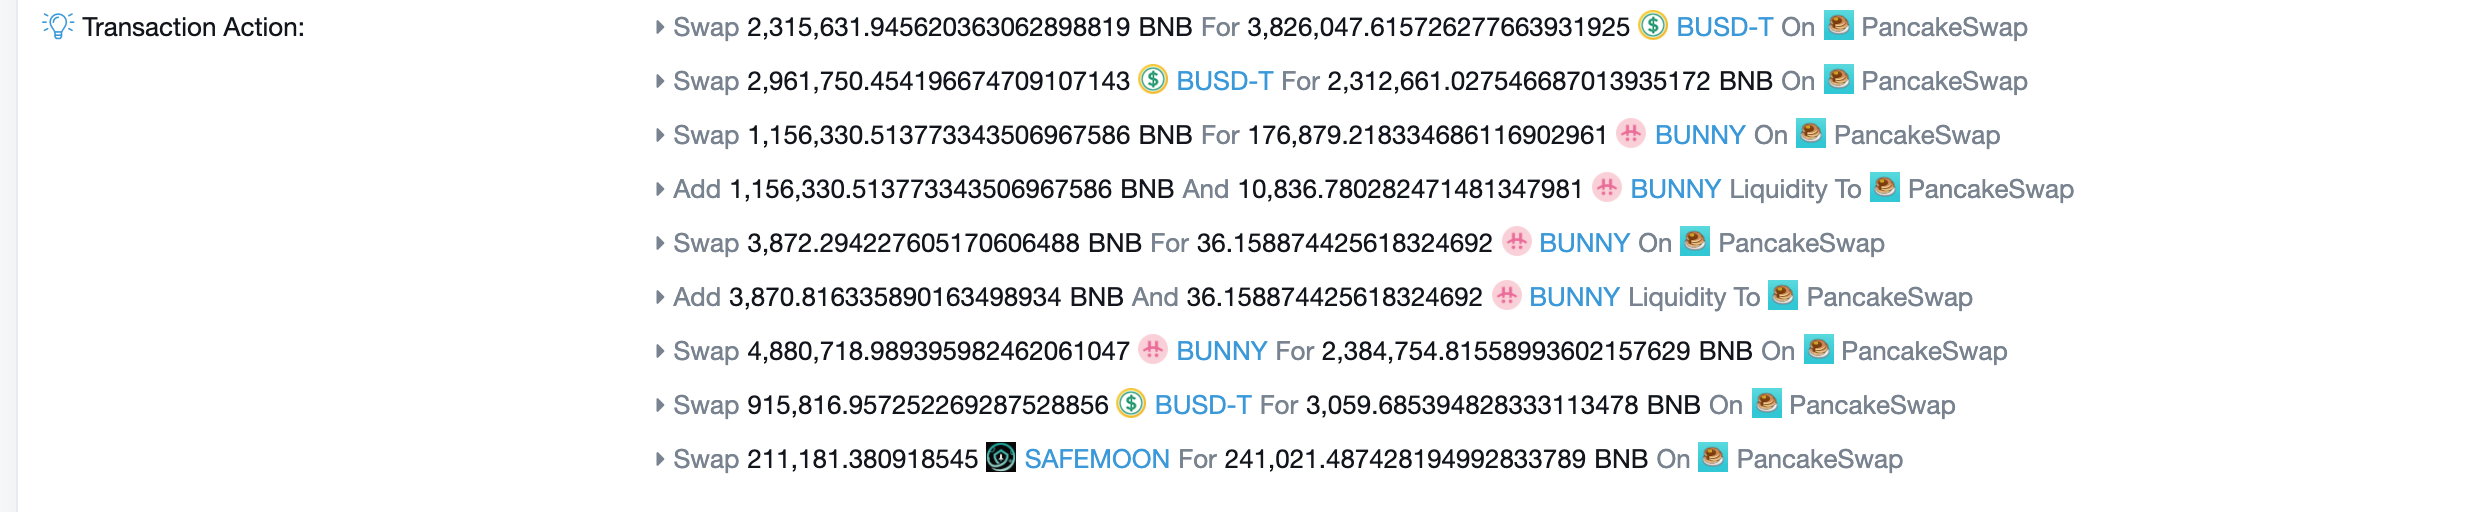 Transaction Action:
Swap 2,315,631.945620363062898819 BNB For 3,826,047.615726277663931925 BUSD-T On PancakeSwap
Swap 2,961,750.454196674709107143 BUSD-T For 2,312,661.027546687013935172 BNB On PancakeSwap
Swap 1,156,330.513773343506967586 BNB For 176,879.218334686116902961 BUNNY On PancakeSwap
Add 1,156,330.513773343506967586 BNB And 10,836.780282471481347981 BUNNY Liquidity To PancakeSwap
Swap 3,872.294227605170606488 BNB For 36.158874425618324692 BUNNY On PancakeSwap
Add 3,870.816335890163498934 BNB And 36.158874425618324692 BUNNY Liquidity To PancakeSwap
Swap 4,880,718.989395982462061047 BUNNY For 2,384,754.81558993602157629 BNB On PancakeSwap
Swap 915,816.957252269287528856 BUSD-T For 3,059.685394828333113478 BNB On PancakeSwap
Swap 211,181.380918545 SAFEMOON For 241,021.487428194992833789 BNB On PancakeSwap